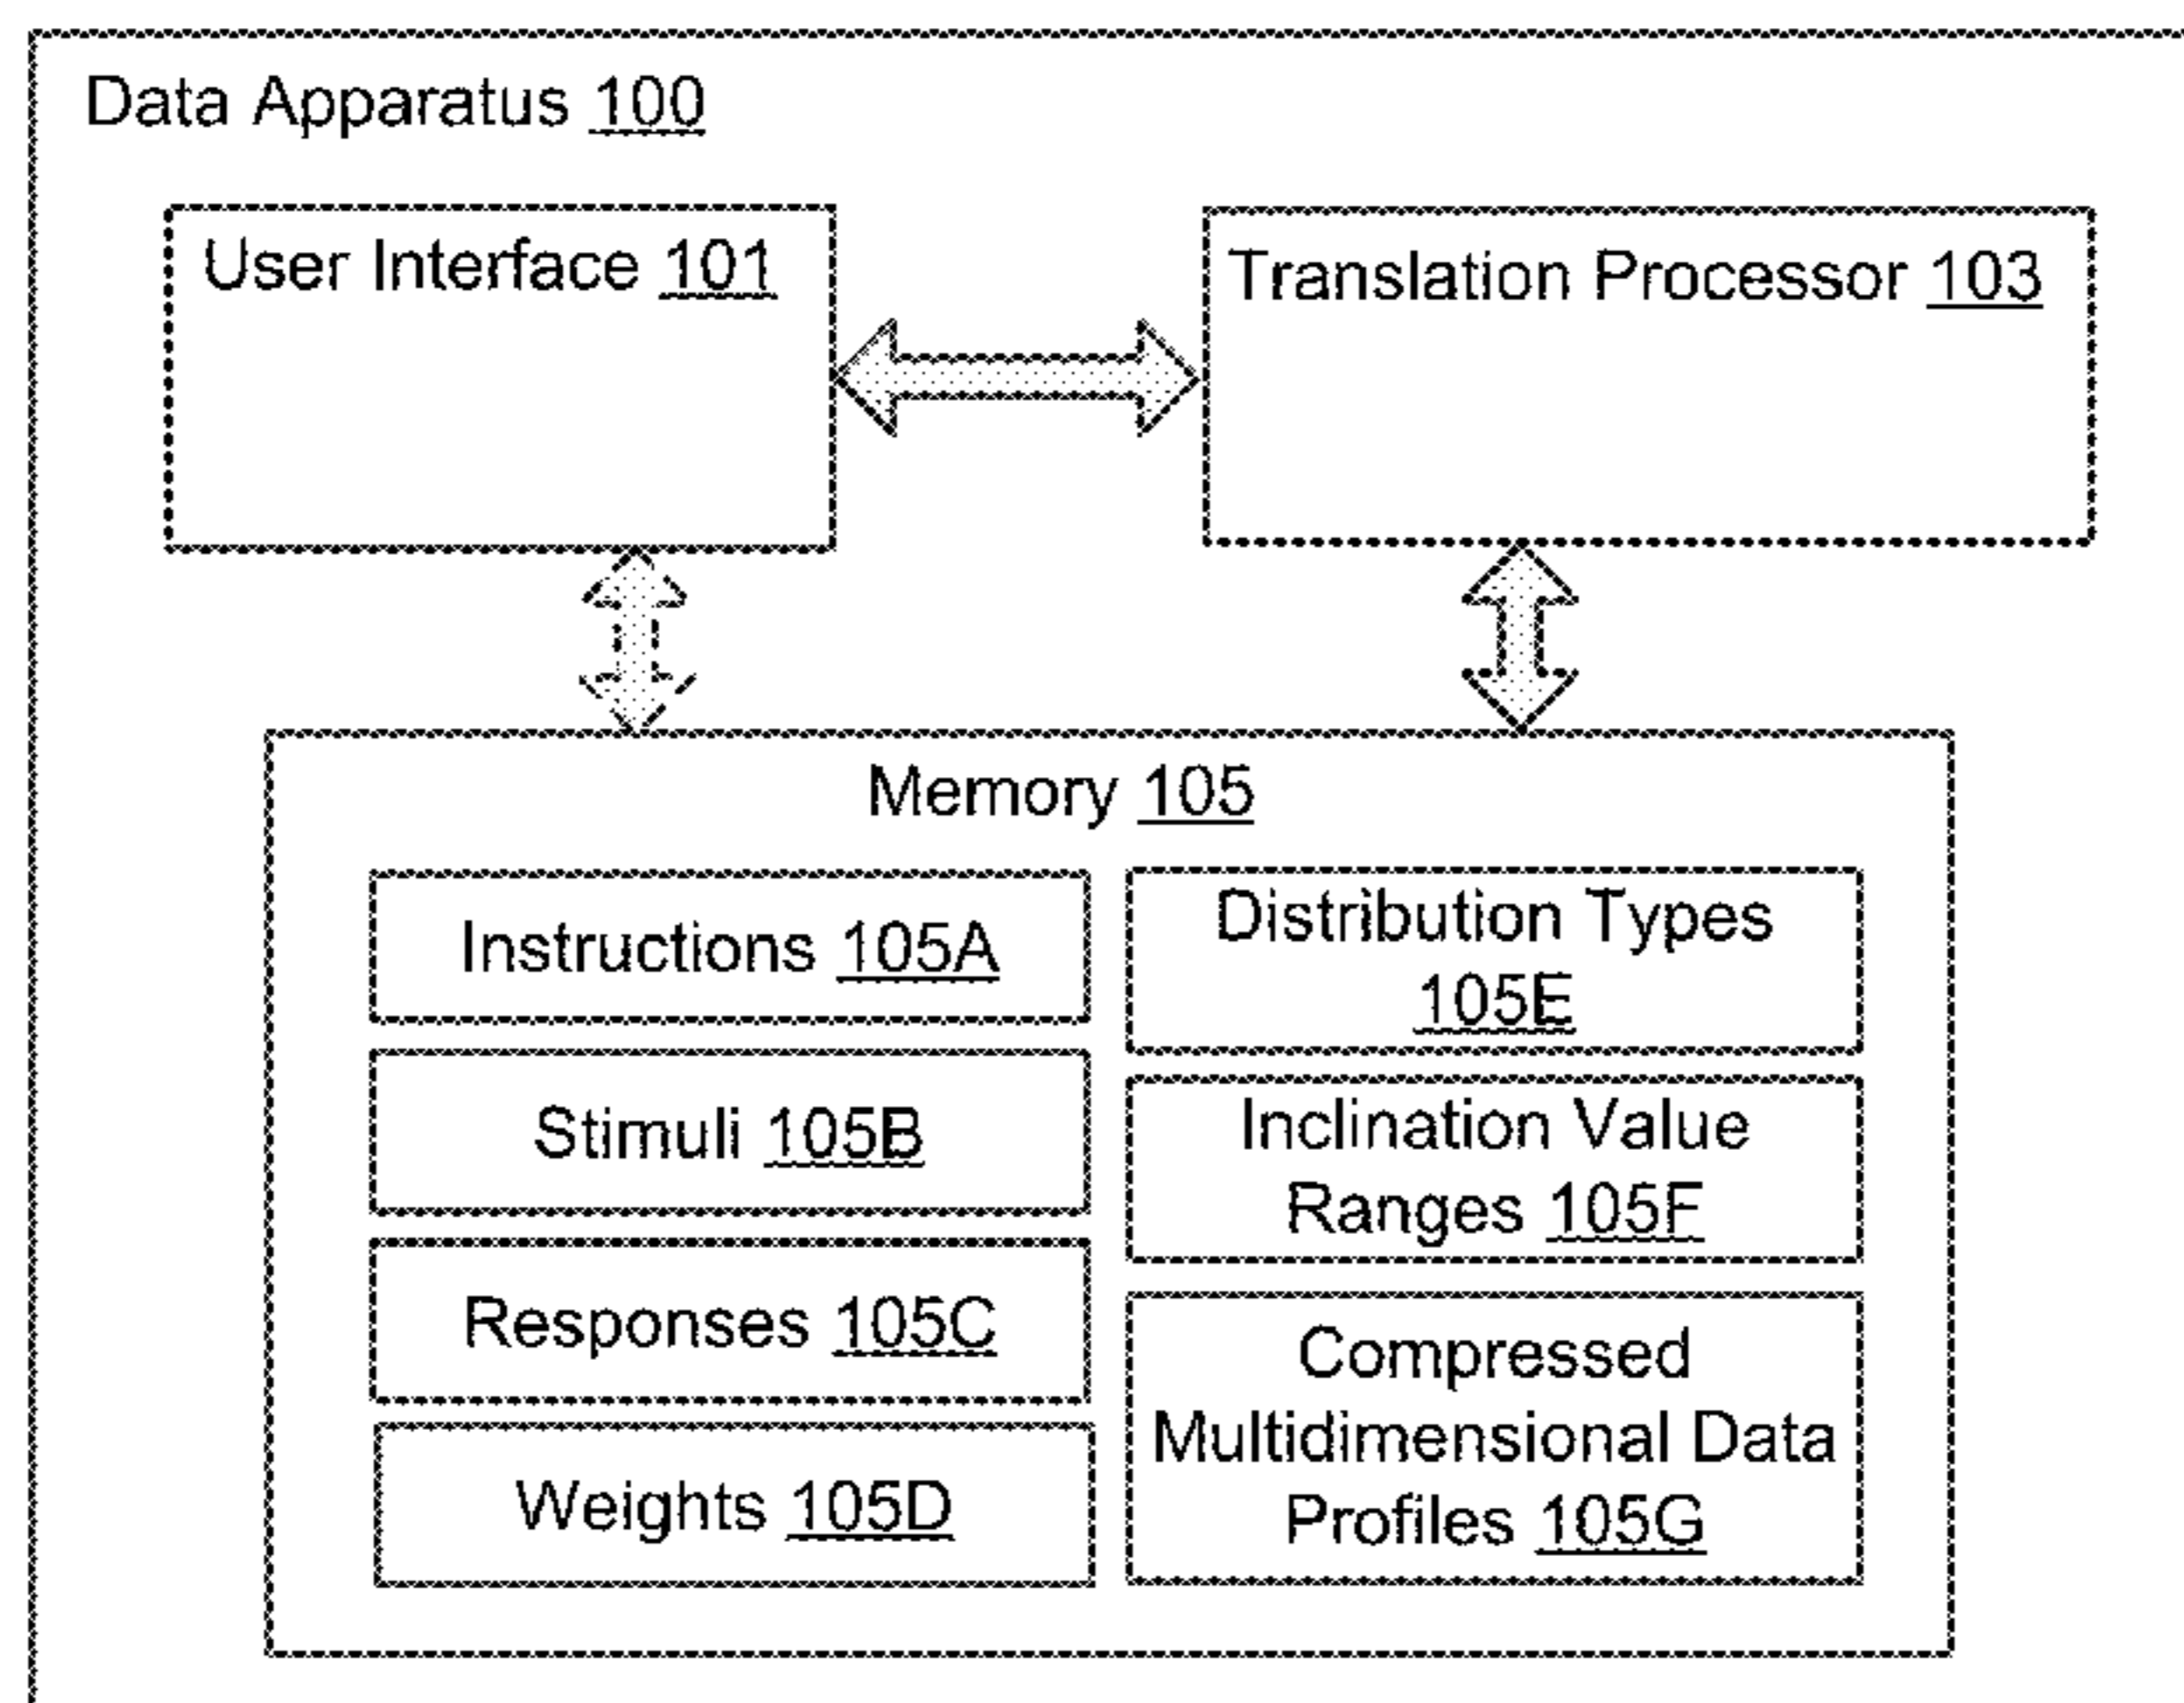 Data Apparatus 100
User Interface 101
Translation Processor 103
Memory 105
Instructions 105A
Stimuli 105B
Responses 105C
Weights 105D
Distribution Types
105E
Inclination Value
Ranges 105F
Compressed
Multidimensional Data
Profiles 105G